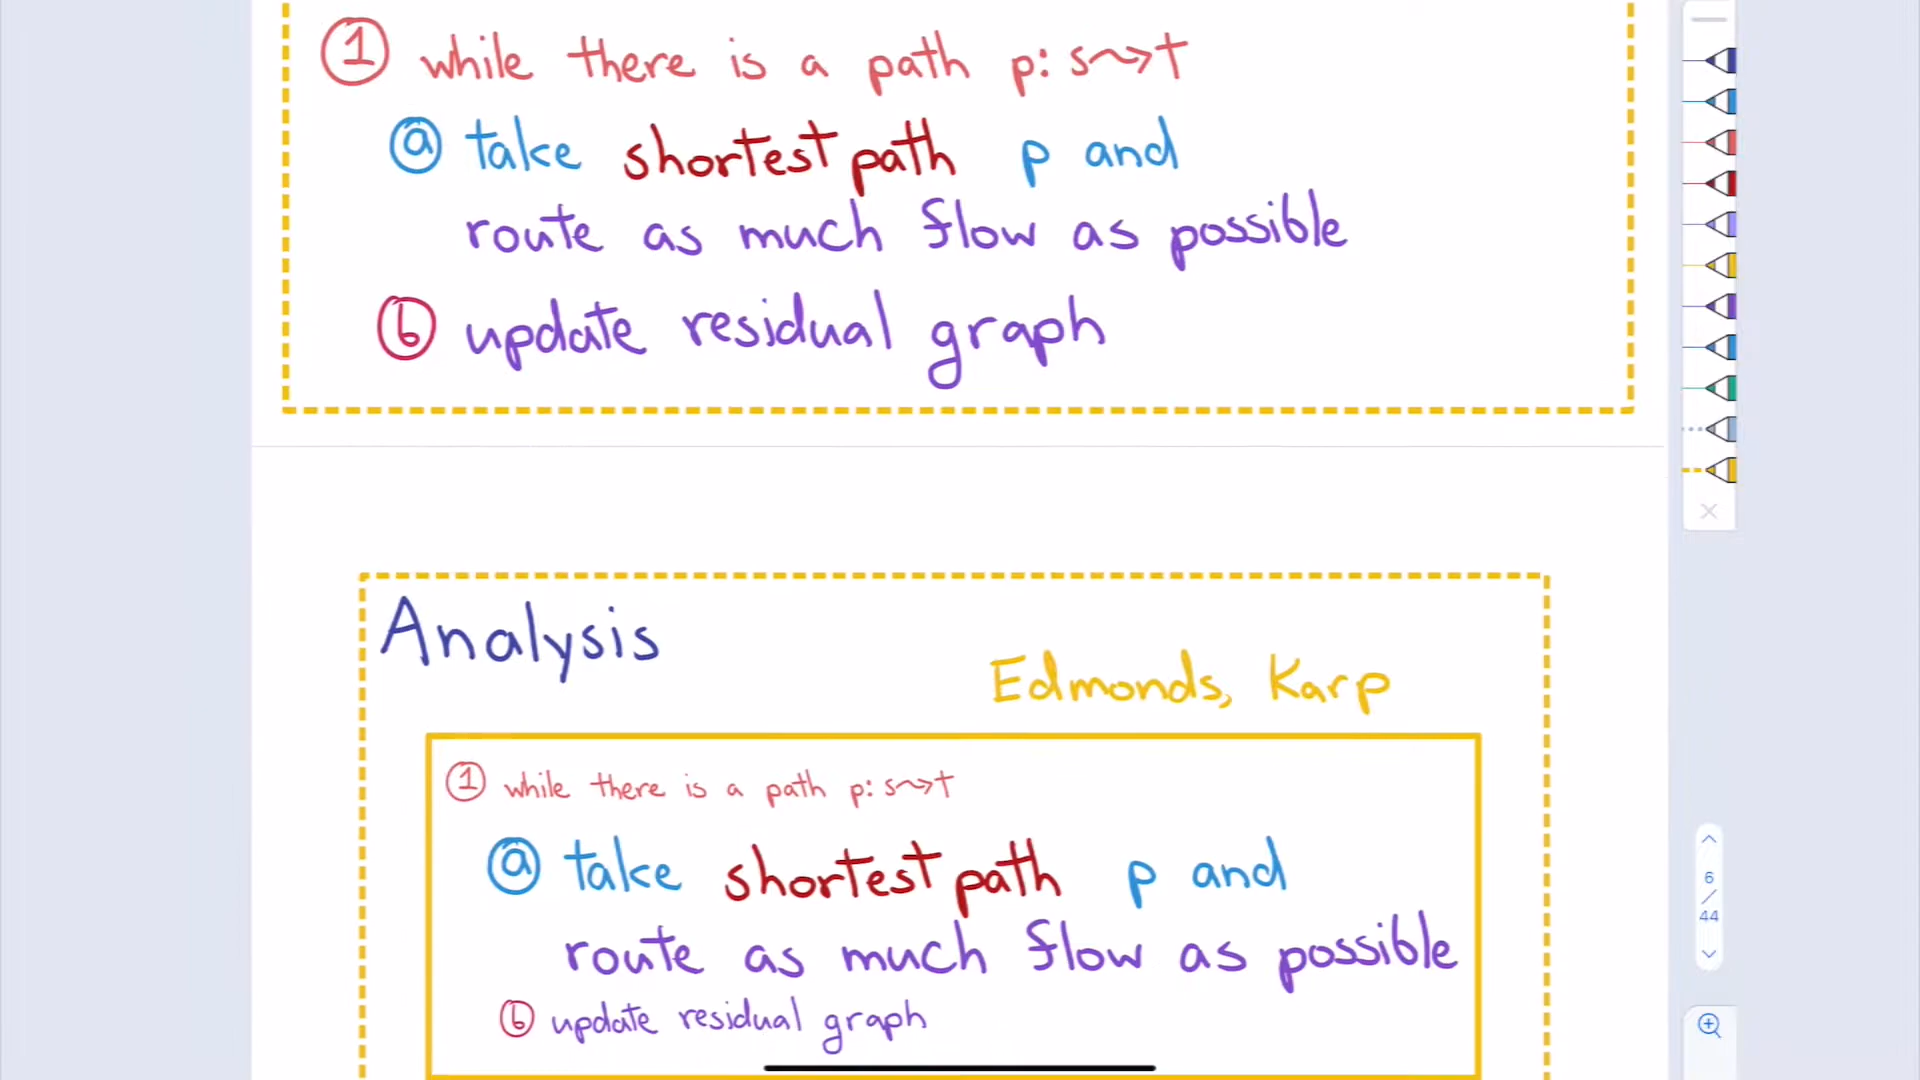 ① while there is a path p: s⤳t
ⓐ take shortest path p and
route as much flow as possible
ⓑ update residual graph
Analysis
Edmonds, Karp
① while there is a path p: s⤳t
ⓐ take shortest path p and
route as much flow as possible
ⓑ update residual graph
6
/
44